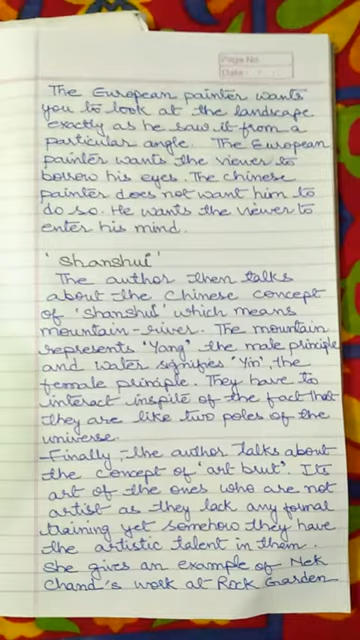 Page No.
Date
The European painter wants
you to look at the landscape
exactly as he saw it from a
particular angle. The European
painter wants the viewer to
borrow his eyes. The Chinese
painter does not want him to
do so. He wants the viewer to
enter his mind.
'Shanshui'
The author then talks
about the Chinese concept
of 'Shanshui' which means
mountain-river. The mountain
represents 'Yang' the male principle
and water signifies 'Yin', the
female principle. They have to
interact inspite of the fact that
they are like two poles of the
universe.
Finally, the author talks about
the concept of 'art brut'. Its
art of the ones who are not
artist as they lack any formal
training yet somehow they have
the artistic talent in them.
She gives an example of Nek
Chand's work at Rock Garden